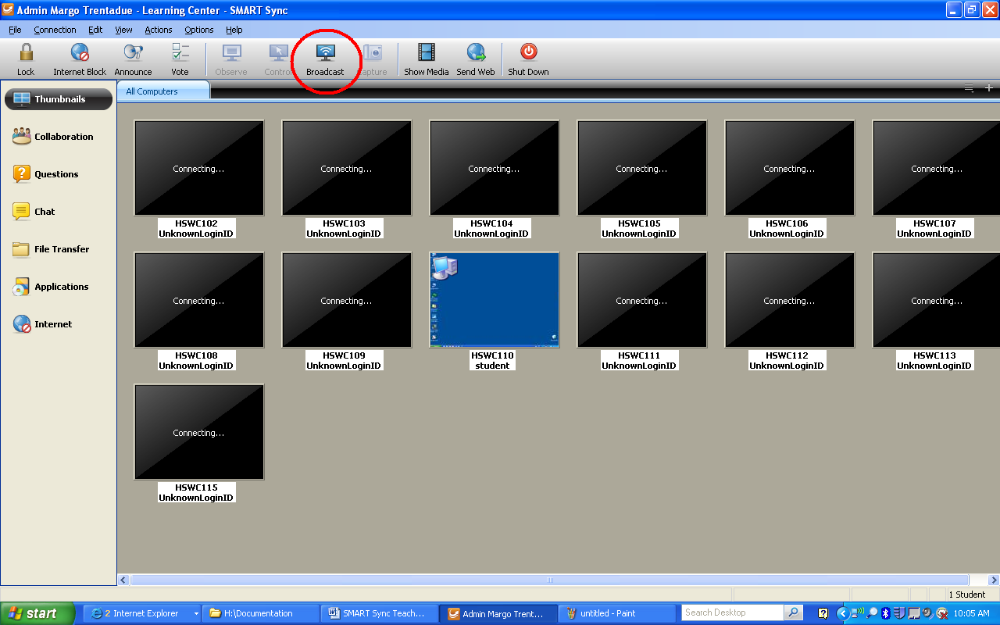 Admin Margo Trentadue - Learning Center - SMART Sync
File Connection Edit View Actions Options Help
Lock Internet Block Announce Vote Observe Control Broadcast apture Show Media Send Web Shut Down
All Computers
Thumbnails
Collaboration
Questions
Chat
File Transfer
Applications
Internet
Connecting... Connecting... Connecting... Connecting... Connecting... Connecting...
HSWC102 HSWC103 HSWC104 HSWC105 HSWC106 HSWC107
UnknownLoginID UnknownLoginID UnknownLoginID UnknownLoginID UnknownLoginID UnknownLoginID
Connecting... Connecting... Connecting... Connecting... Connecting...
HSWC108 HSWC109 HSWC110 HSWC111 HSWC112 HSWC113
UnknownLoginID UnknownLoginID student UnknownLoginID UnknownLoginID UnknownLoginID
Connecting...
HSWC115
UnknownLoginID
1 Student
start 2 Internet Explorer H:\Documentation SMART Sync Teach... Admin Margo Trent... untitled - Paint Search Desktop 10:05 AM